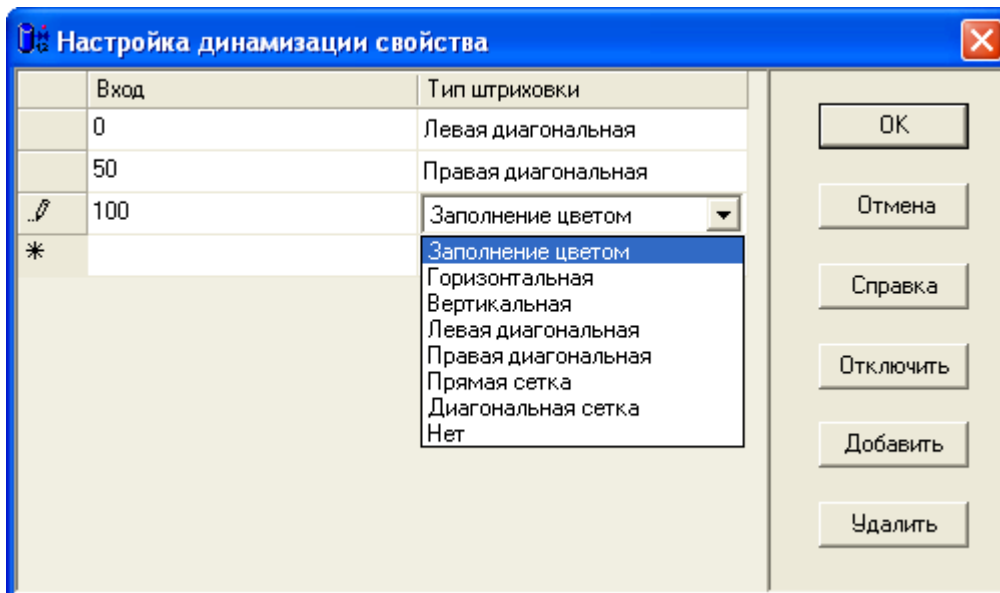 Настройка динамизации свойства
Вход Тип штриховки
0 Левая диагональная
50 Правая диагональная
100 Заполнение цветом
Заполнение цветом
Горизонтальная
Вертикальная
Левая диагональная
Правая диагональная
Прямая сетка
Диагональная сетка
Нет
OK
Отмена
Справка
Отключить
Добавить
Удалить